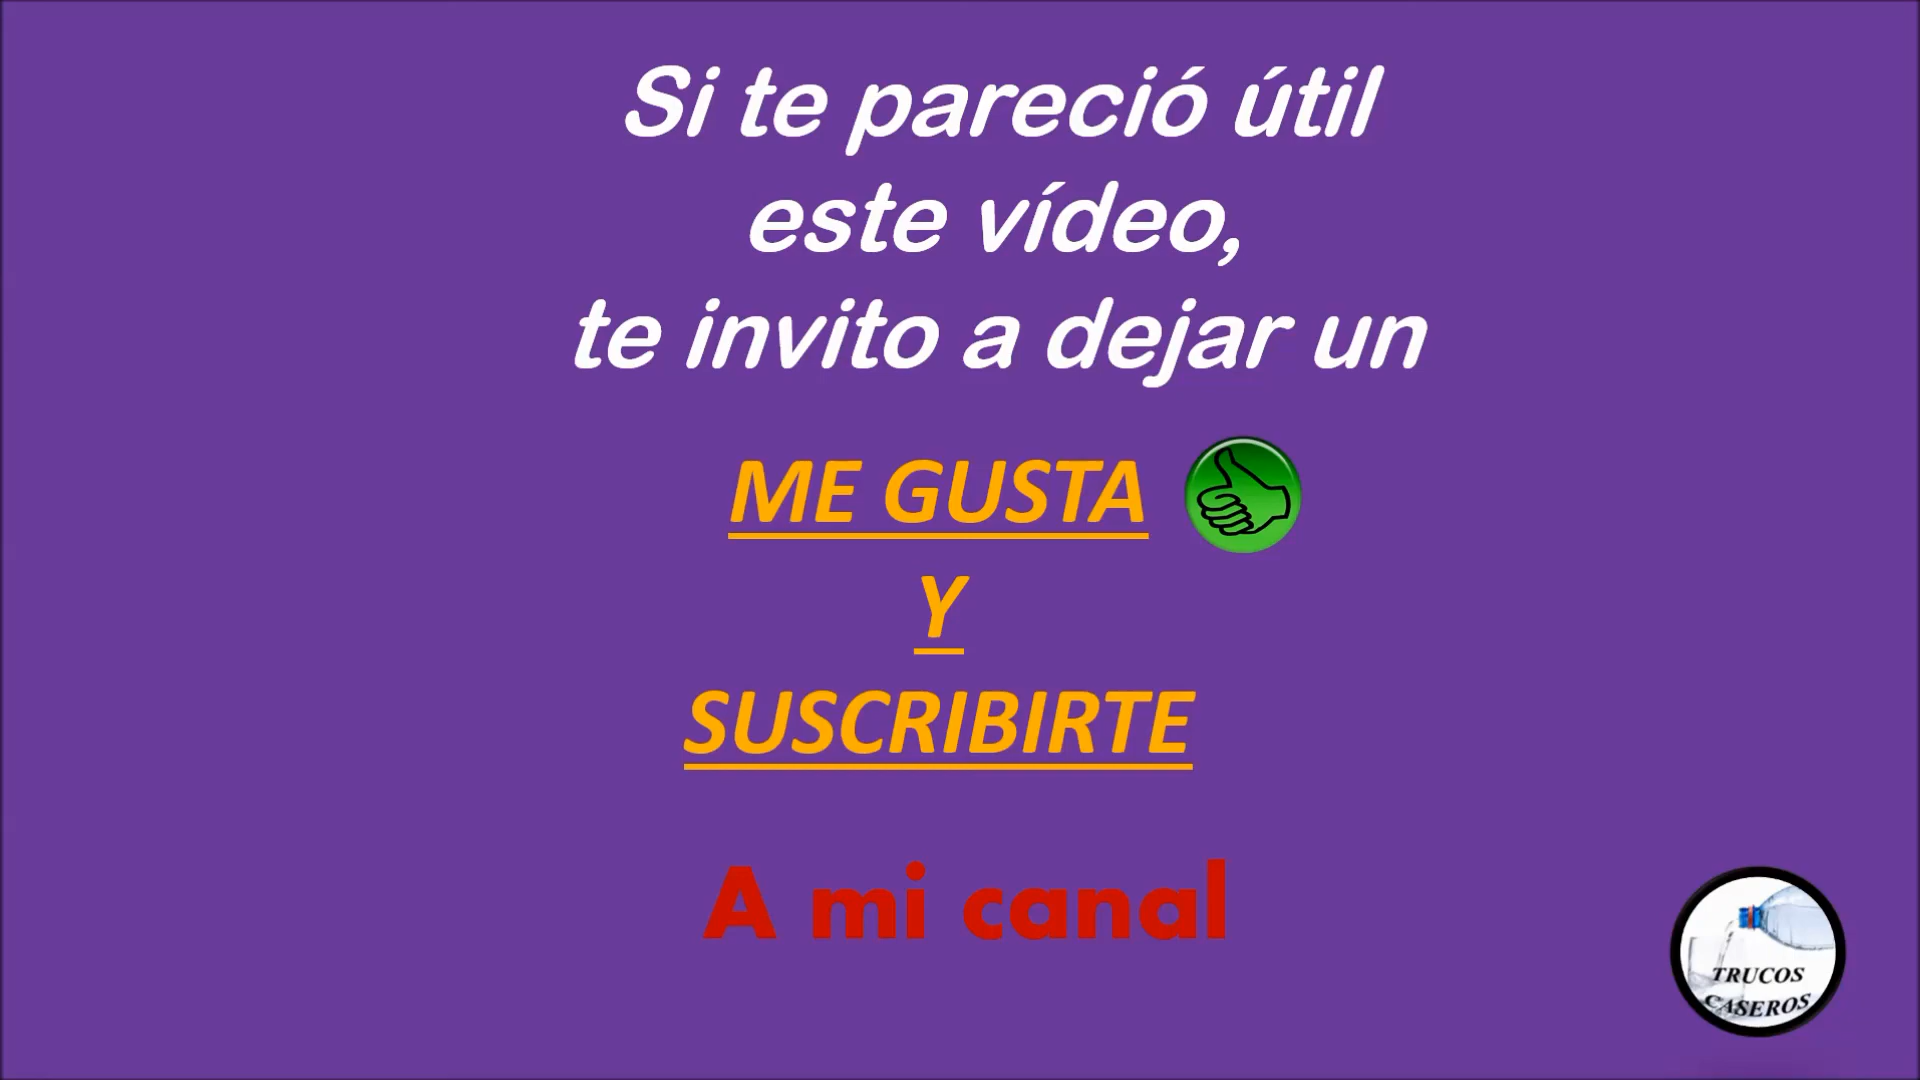 Si te pareció útil
este vídeo,
te invito a dejar un
ME GUSTA
Y
SUSCRIBIRTE
A mi canal
TRUCOS
CASEROS